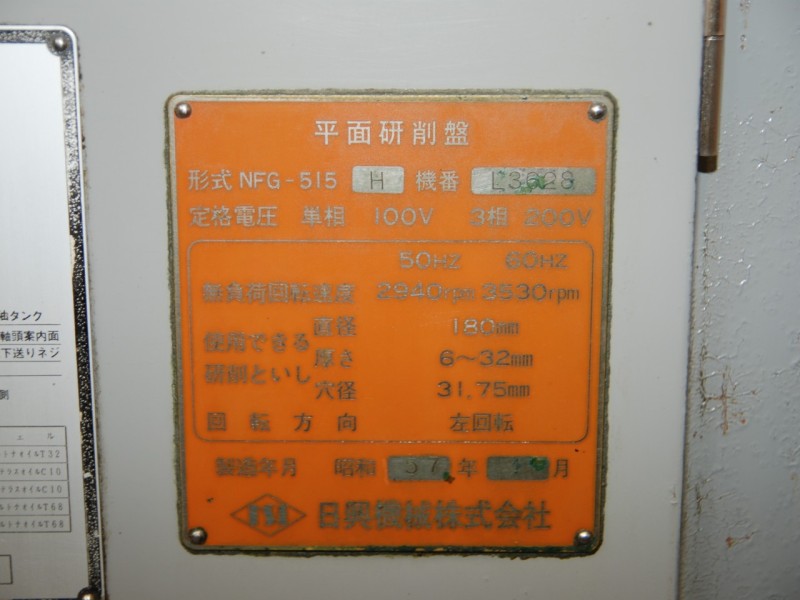 平面研削盤
形式 NFG-515 H 機番 L3628
定格電圧 単相 100V 3相 200V
50HZ 60HZ
無負荷回転速度 2940rpm 3530rpm
使用できる研削といし 直径 180mm
厚さ 6~32mm
穴径 31.75mm
回転方向 左回転
製造年月 昭和 57 年 月
日興機械株式会社
油タンク
軸頭案内面
下送りネジ
側